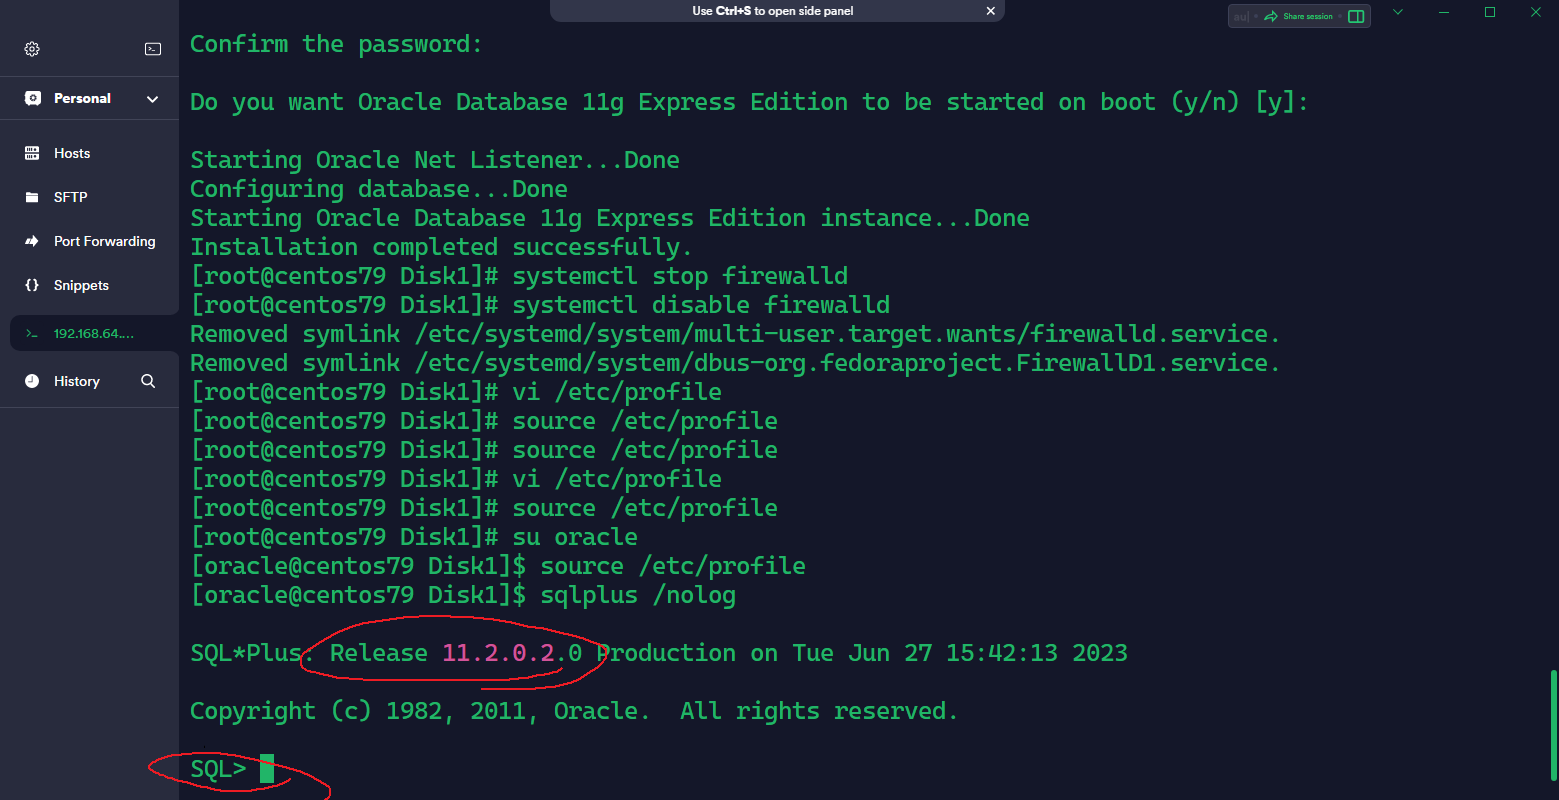 Use Ctrl+S to open side panel
au|
Share session
Personal
Hosts
SFTP
Port Forwarding
Snippets
192.168.64....
History
Confirm the password:
Do you want Oracle Database 11g Express Edition to be started on boot (y/n) [y]:
Starting Oracle Net Listener...Done
Configuring database...Done
Starting Oracle Database 11g Express Edition instance...Done
Installation completed successfully.
[root@centos79 Disk1]# systemctl stop firewalld
[root@centos79 Disk1]# systemctl disable firewalld
Removed symlink /etc/systemd/system/multi-user.target.wants/firewalld.service.
Removed symlink /etc/systemd/system/dbus-org.fedoraproject.FirewallD1.service.
[root@centos79 Disk1]# vi /etc/profile
[root@centos79 Disk1]# source /etc/profile
[root@centos79 Disk1]# source /etc/profile
[root@centos79 Disk1]# vi /etc/profile
[root@centos79 Disk1]# source /etc/profile
[root@centos79 Disk1]# su oracle
[oracle@centos79 Disk1]$ source /etc/profile
[oracle@centos79 Disk1]$ sqlplus /nolog
SQL*Plus: Release 11.2.0.2.0 Production on Tue Jun 27 15:42:13 2023
Copyright (c) 1982, 2011, Oracle.  All rights reserved.
SQL>